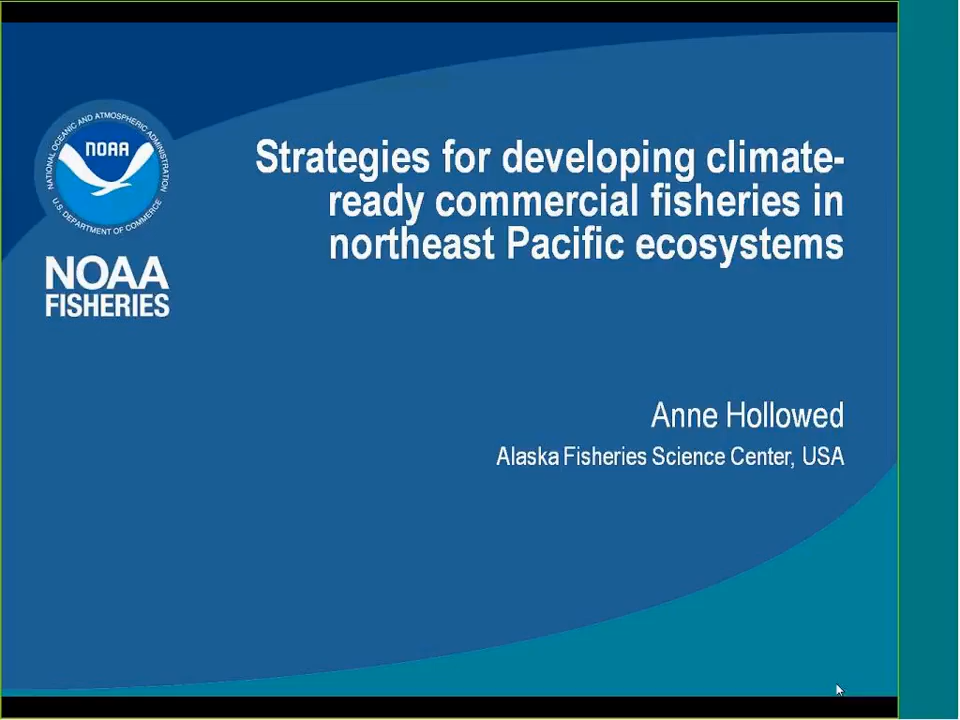 Strategies for developing climate-
ready commercial fisheries in
northeast Pacific ecosystems
NATIONAL OCEANIC AND ATMOSPHERIC ADMINISTRATION
U.S. DEPARTMENT OF COMMERCE
NOAA
NOAA
FISHERIES
Anne Hollowed
Alaska Fisheries Science Center, USA